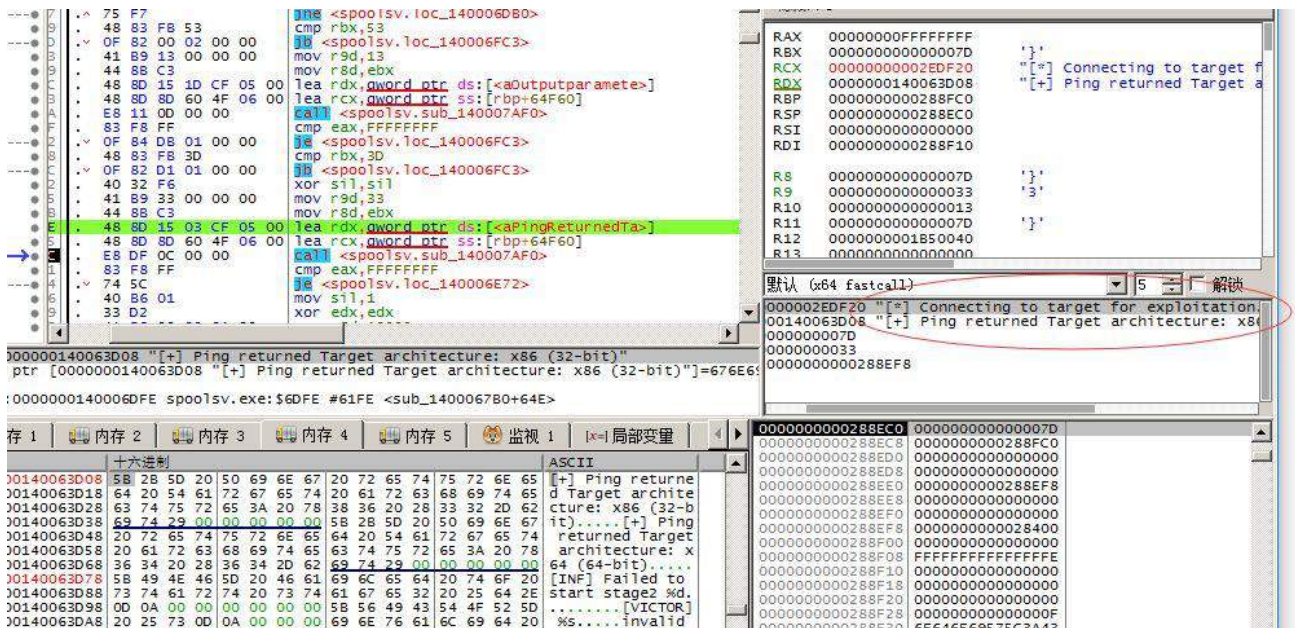 75 F7 jne <spoolsv.loc_140006DB0>
48 83 FB 53 cmp rbx,53
0F 82 00 02 00 00 jb <spoolsv.loc_140006FC3>
41 B9 13 00 00 00 mov r9d,13
44 8B C3 mov r8d,ebx
48 8D 15 1D CF 05 00 lea rdx,qword ptr ds:[<aOutputparamete>]
48 8D 8D 60 4F 06 00 lea rcx,qword ptr ss:[rbp+64F60]
E8 11 0D 00 00 call <spoolsv.sub_140007AF0>
83 F8 FF cmp eax,FFFFFFFF
0F 84 DB 01 00 00 je <spoolsv.loc_140006FC3>
48 83 FB 3D cmp rbx,3D
0F 82 D1 01 00 00 jb <spoolsv.loc_140006FC3>
40 32 F6 xor sil,sil
41 B9 33 00 00 00 mov r9d,33
44 8B C3 mov r8d,ebx
48 8D 15 03 CF 05 00 lea rdx,qword ptr ds:[<aPingReturnedTa>]
48 8D 8D 60 4F 06 00 lea rcx,qword ptr ss:[rbp+64F60]
E8 DF 0C 00 00 call <spoolsv.sub_140007AF0>
83 F8 FF cmp eax,FFFFFFFF
74 5C je <spoolsv.loc_140006E72>
40 B6 01 mov sil,1
33 D2 xor edx,edx
RAX 00000000FFFFFFFF
RBX 000000000000007D '}'
RCX 00000000002EDF20 "[*] Connecting to target f
RDX 0000000140063D08 "[+] Ping returned Target a
RBP 0000000000288FC0
RSP 0000000000288EC0
RSI 0000000000000000
RDI 0000000000288F10
R8 000000000000007D '}'
R9 0000000000000033 '3'
R10 0000000000000013
R11 000000000000007D '}'
R12 0000000001B50040
R13 0000000000000000
默认 (x64 fastcall) 5 解锁
000002EDF20 "[*] Connecting to target for exploitation.
00140063D08 "[+] Ping returned Target architecture: x86
000000007D
0000000033
0000000000288EF8
000000140063D08 "[+] Ping returned Target architecture: x86 (32-bit)"
ptr [0000000140063D08 "[+] Ping returned Target architecture: x86 (32-bit)"]=676E69
:0000000140006DFE spoolsv.exe:$6DFE #61FE <sub_1400067B0+64E>
存 1 内存 2 内存 3 内存 4 内存 5 监视 1 [x=] 局部变量
十六进制 ASCII
00140063D08 5B 2B 5D 20 50 69 6E 67 20 72 65 74 75 72 6E 65 [+] Ping returne
00140063D18 64 20 54 61 72 67 65 74 20 61 72 63 68 69 74 65 d Target archite
00140063D28 63 74 75 72 65 3A 20 78 38 36 20 28 33 32 2D 62 cture: x86 (32-b
00140063D38 69 74 29 00 00 00 00 00 5B 2B 5D 20 50 69 6E 67 it).....[+] Ping
00140063D48 20 72 65 74 75 72 6E 65 64 20 54 61 72 67 65 74 returned Target
00140063D58 20 61 72 63 68 69 74 65 63 74 75 72 65 3A 20 78 architecture: x
00140063D68 36 34 20 28 36 34 2D 62 69 74 29 00 00 00 00 00 64 (64-bit).....
00140063D78 5B 49 4E 46 5D 20 46 61 69 6C 65 64 20 74 6F 20 [INF] Failed to
00140063D88 73 74 61 72 74 20 73 74 61 67 65 32 20 25 64 2E start stage2 %d.
00140063D98 0D 0A 00 00 00 00 00 00 5B 56 49 43 54 4F 52 5D ........[VICTOR]
00140063DA8 20 25 73 0D 0A 00 00 00 69 6E 76 61 6C 69 64 20 %s.....invalid
0000000000288EC0 000000000000007D
0000000000288EC8 0000000000288FC0
0000000000288ED0 0000000000000000
0000000000288ED8 0000000000000000
0000000000288EE0 0000000000288EF8
0000000000288EE8 0000000000000000
0000000000288EF0 0000000000000000
0000000000288EF8 0000000000028400
0000000000288F00 0000000000000000
0000000000288F08 FFFFFFFFFFFFFFFE
0000000000288F10 0000000000000000
0000000000288F18 0000000000000000
0000000000288F20 0000000000000000
0000000000288F28 000000000000000F